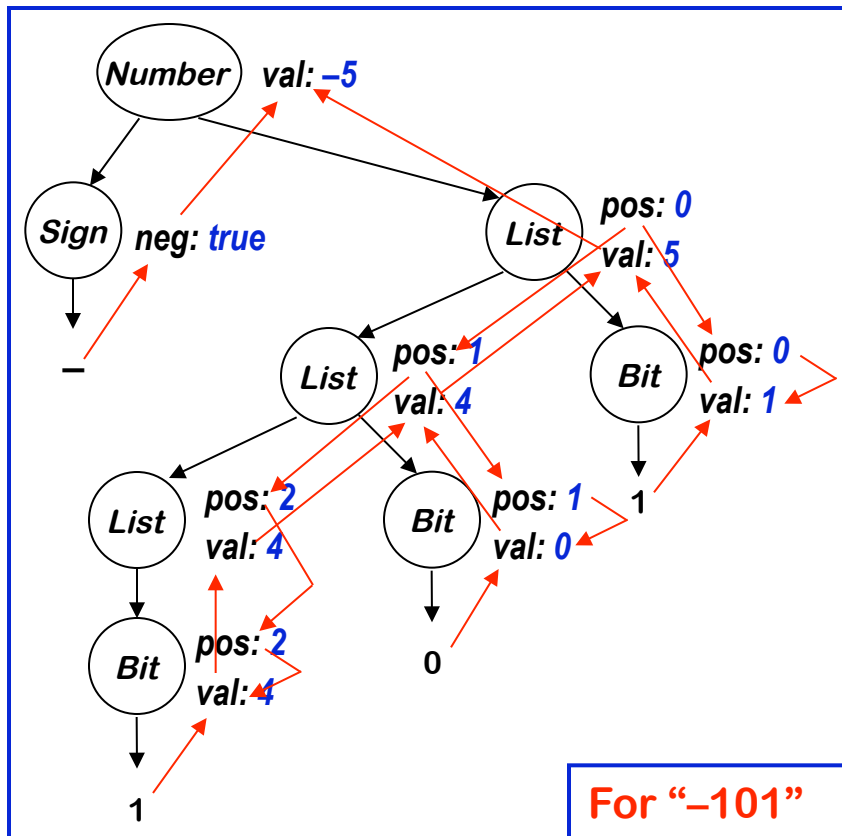 Number val: –5
Sign neg: true
List pos: 0
val: 5
–
List pos: 1
val: 4
Bit pos: 0
val: 1
List pos: 2
val: 4
Bit pos: 1
val: 0
1
Bit pos: 2
val: 4
0
1
For “–101”